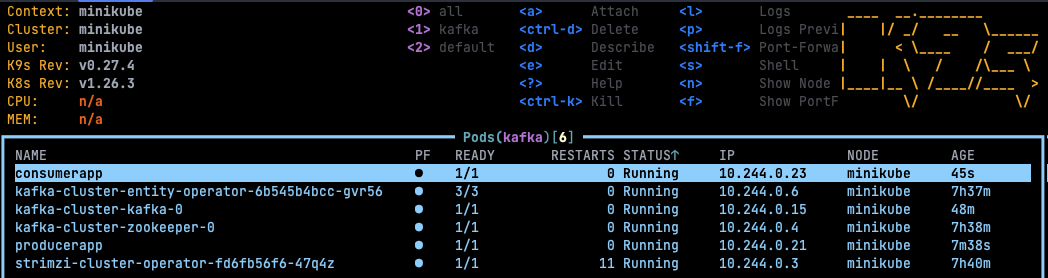 Context: minikube <0> all <a> Attach <l> Logs
Cluster: minikube <1> kafka <ctrl-d> Delete <p> Logs Previ
User: minikube <2> default <d> Describe <shift-f> Port-Forwa
K9s Rev: v0.27.4 <e> Edit <s> Shell
K8s Rev: v1.26.3 <?> Help <n> Show Node
CPU: n/a <ctrl-k> Kill <f> Show PortF
MEM: n/a
Pods(kafka)[6]
NAME PF READY RESTARTS STATUS↑ IP NODE AGE
consumerapp ● 1/1 0 Running 10.244.0.23 minikube 45s
kafka-cluster-entity-operator-6b545b4bcc-gvr56 ● 3/3 0 Running 10.244.0.6 minikube 7h37m
kafka-cluster-kafka-0 ● 1/1 0 Running 10.244.0.15 minikube 48m
kafka-cluster-zookeeper-0 ● 1/1 0 Running 10.244.0.4 minikube 7h38m
producerapp ● 1/1 0 Running 10.244.0.21 minikube 7m38s
strimzi-cluster-operator-fd6fb56f6-47q4z ● 1/1 11 Running 10.244.0.3 minikube 7h40m